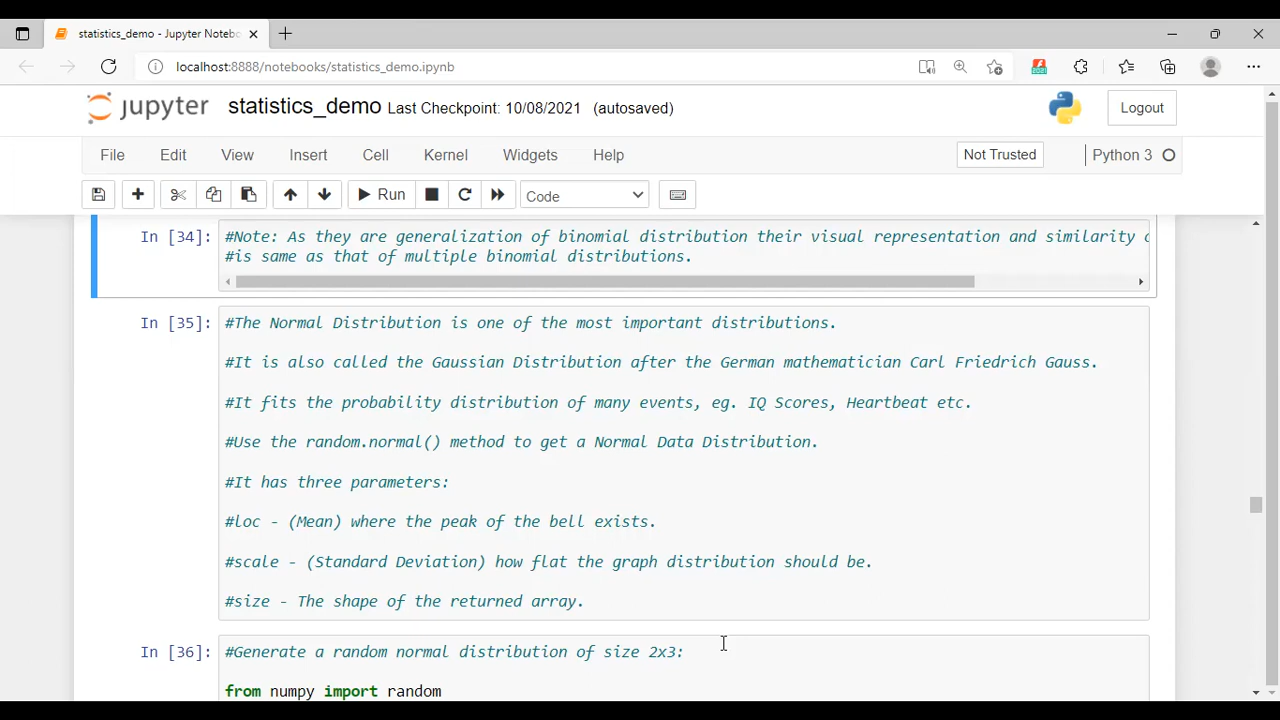 statistics_demo - Jupyter Notebo
localhost:8888/notebooks/statistics_demo.ipynb
jupyter statistics_demo Last Checkpoint: 10/08/2021 (autosaved)
Logout
File Edit View Insert Cell Kernel Widgets Help Not Trusted Python 3
Run Code
In [34]: #Note: As they are generalization of binomial distribution their visual representation and similarity
#is same as that of multiple binomial distributions.
In [35]: #The Normal Distribution is one of the most important distributions.
#It is also called the Gaussian Distribution after the German mathematician Carl Friedrich Gauss.
#It fits the probability distribution of many events, eg. IQ Scores, Heartbeat etc.
#Use the random.normal() method to get a Normal Data Distribution.
#It has three parameters:
#loc - (Mean) where the peak of the bell exists.
#scale - (Standard Deviation) how flat the graph distribution should be.
#size - The shape of the returned array.
In [36]: #Generate a random normal distribution of size 2x3:
from numpy import random